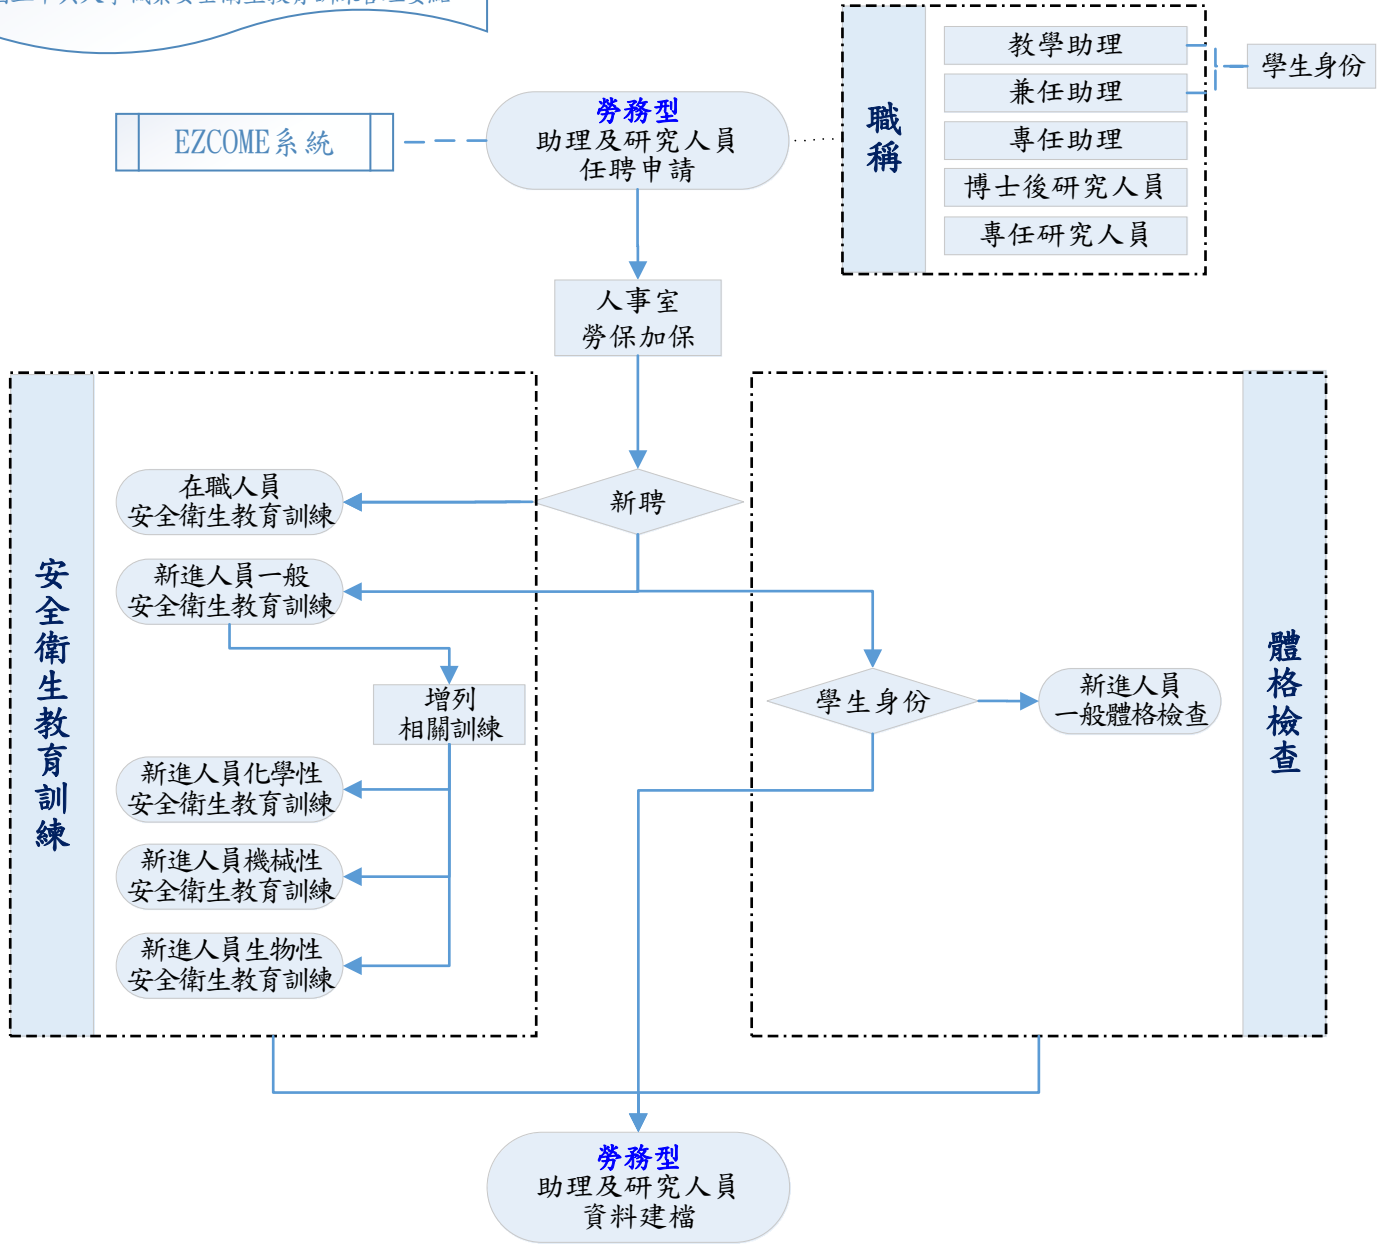 勞務型
助理及研究人員
任聘申請
EZCOME系統
職稱
教學助理
兼任助理
專任助理
博士後研究人員
專任研究人員
學生身份
人事室
勞保加保
新聘
安全衛生教育訓練
在職人員
安全衛生教育訓練
新進人員一般
安全衛生教育訓練
增列
相關訓練
新進人員化學性
安全衛生教育訓練
新進人員機械性
安全衛生教育訓練
新進人員生物性
安全衛生教育訓練
學生身份
新進人員
一般體格檢查
體格檢查
勞務型
助理及研究人員
資料建檔